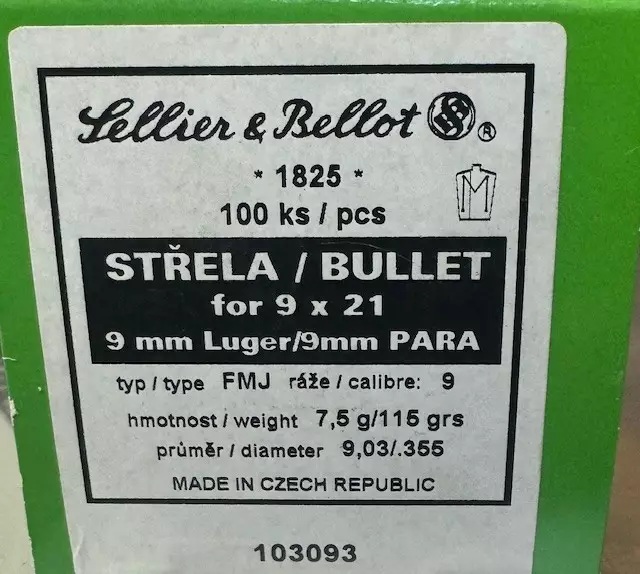 Sellier & Bellot SB ®
* 1825 *
M
100 ks / pcs
STŘELA / BULLET
for 9 x 21
9 mm Luger/9mm PARA
typ / type FMJ ráže / calibre: 9
hmotnost / weight 7,5 g/115 grs
průměr / diameter 9,03/.355
MADE IN CZECH REPUBLIC
103093